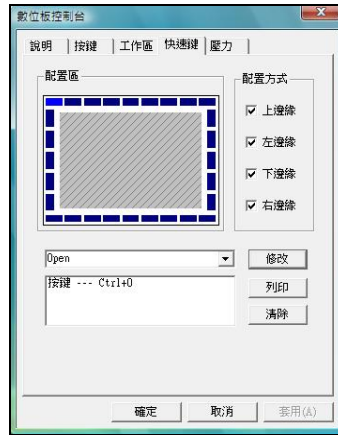 數位板控制台
說明 按鍵 工作區 快速鍵 壓力
配置區
配置方式
上邊緣
左邊緣
下邊緣
右邊緣
Open
修改
按鍵 --- Ctrl+O
列印
清除
確定 取消 套用(A)